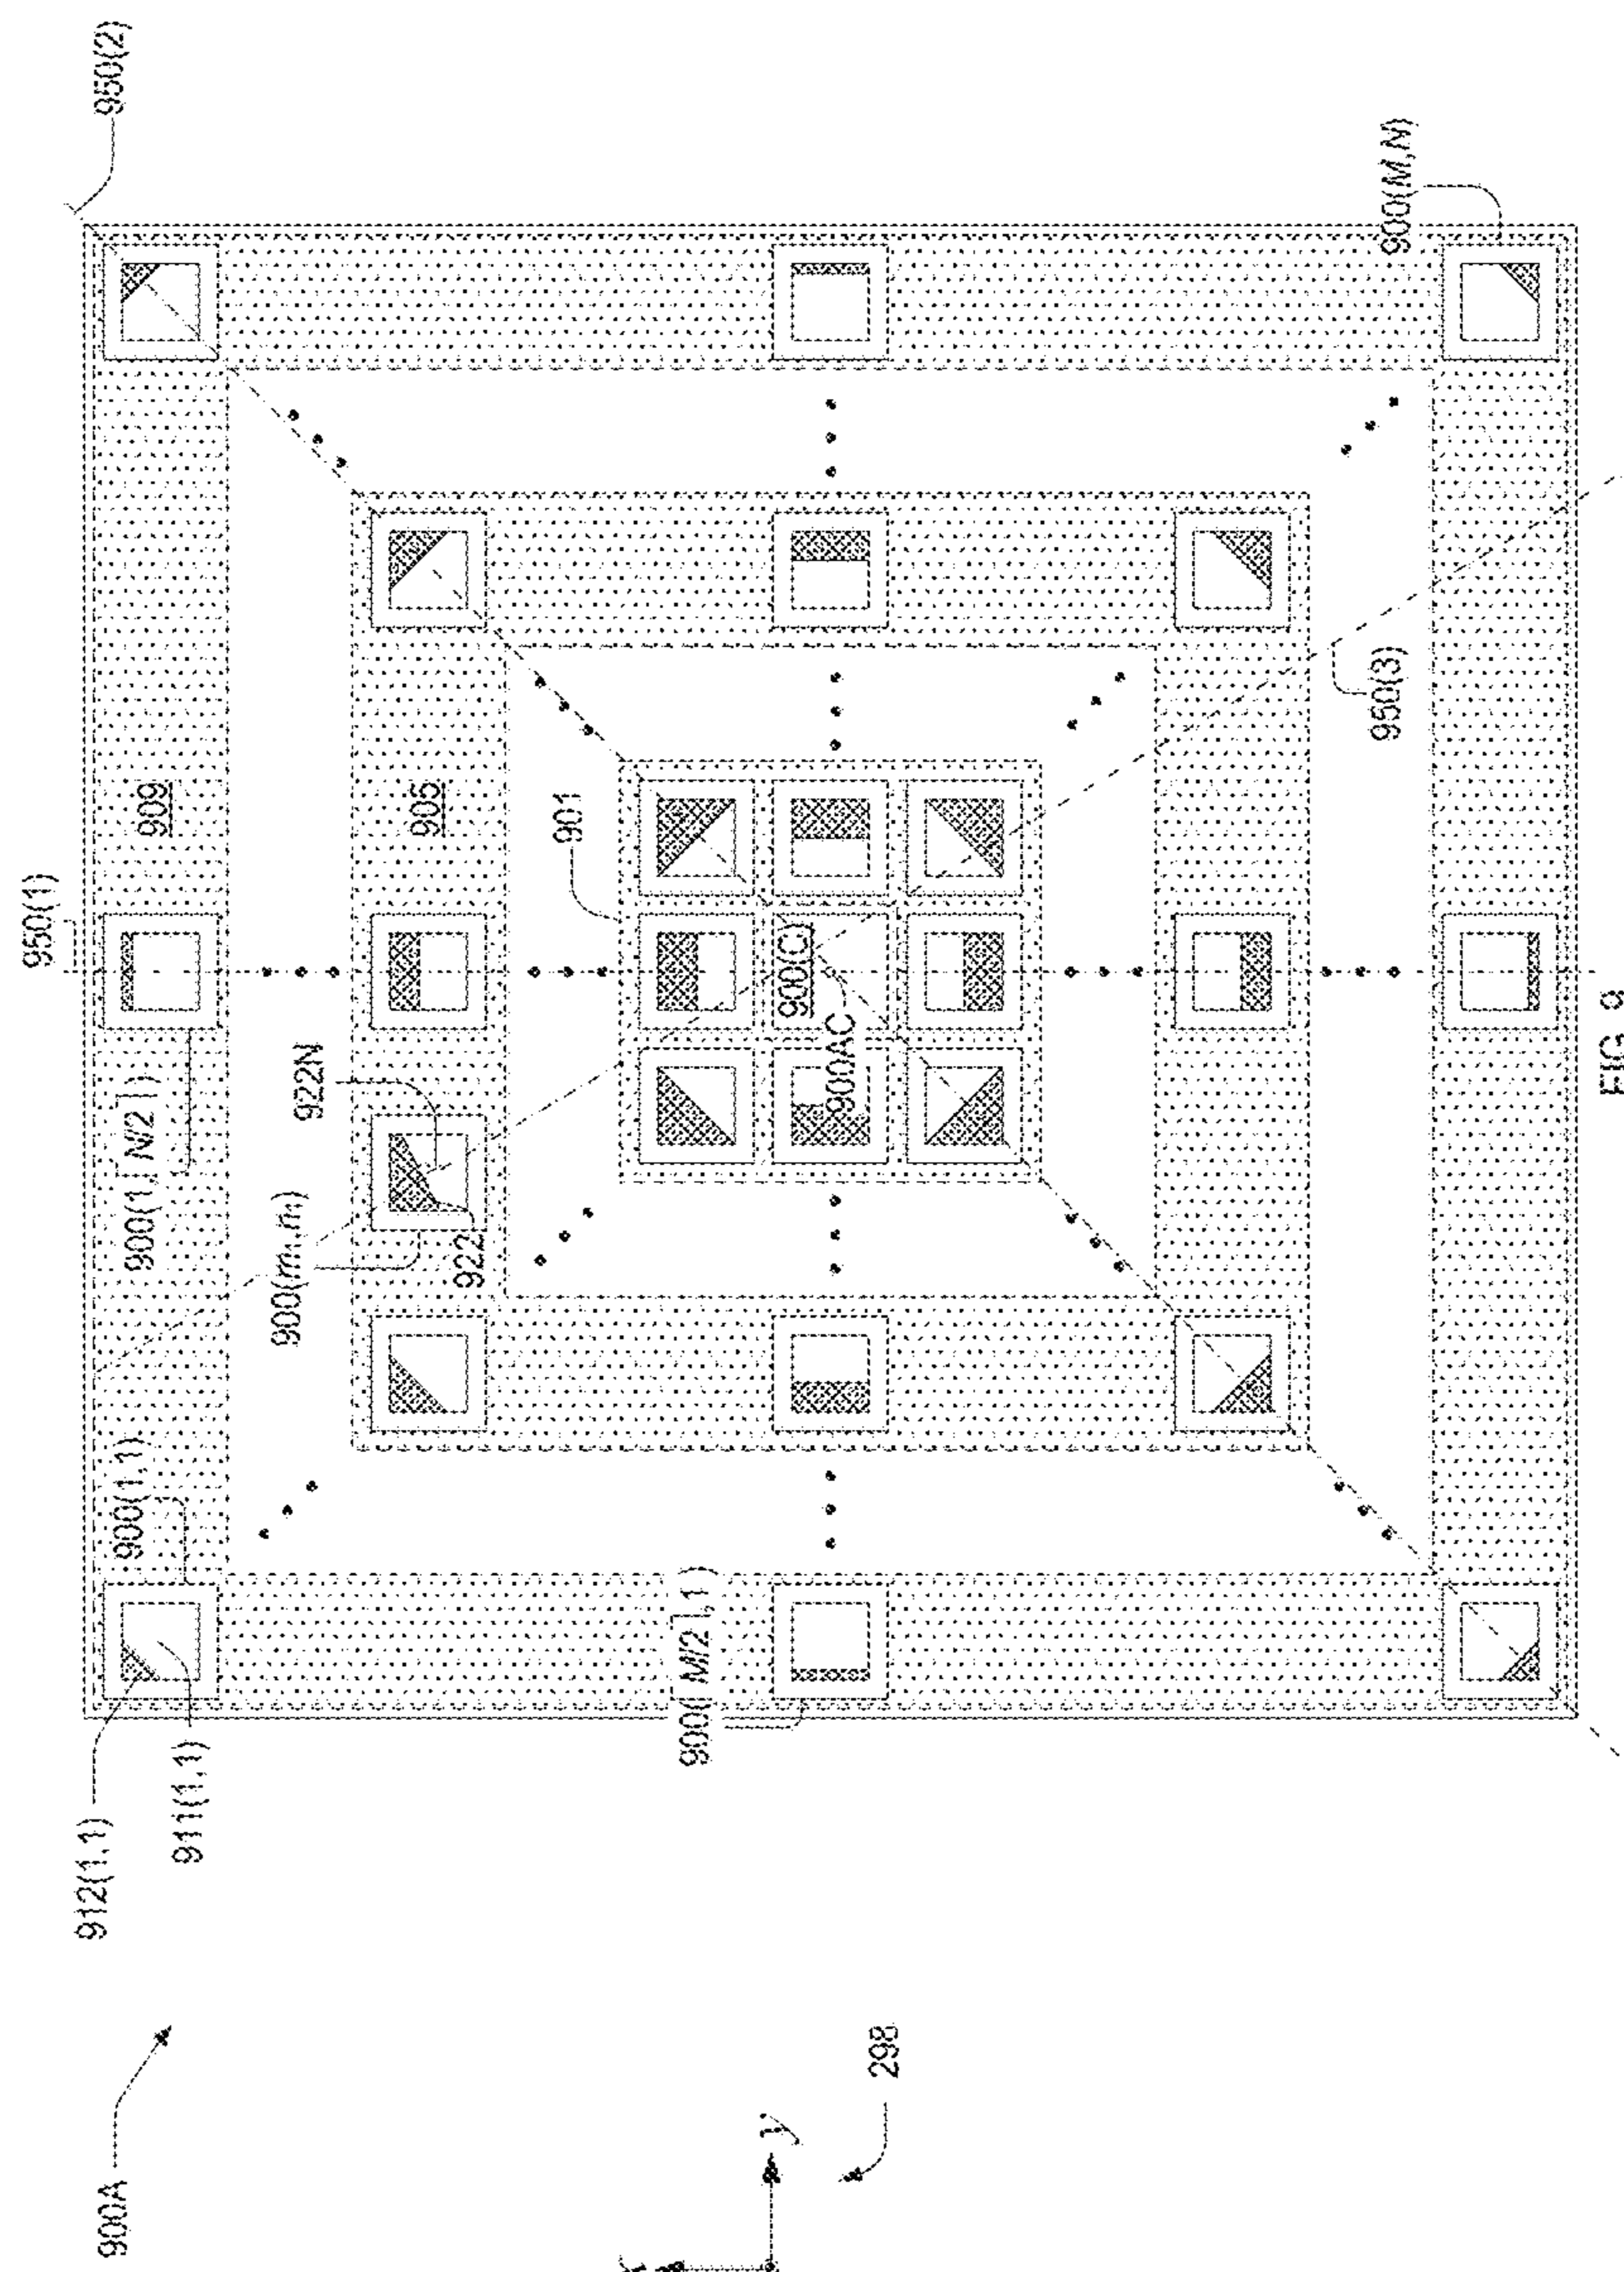 950(2)
950(1)
909
905
901
900(M,N)
950(3)
900(C)
900AC
922N
922
900(1,⌈N/2⌉)
900(m,n)
900(1,1)
900(⌈M/2⌉,1)
912(1,1)
911(1,1)
900A
298
y
FIG. 9